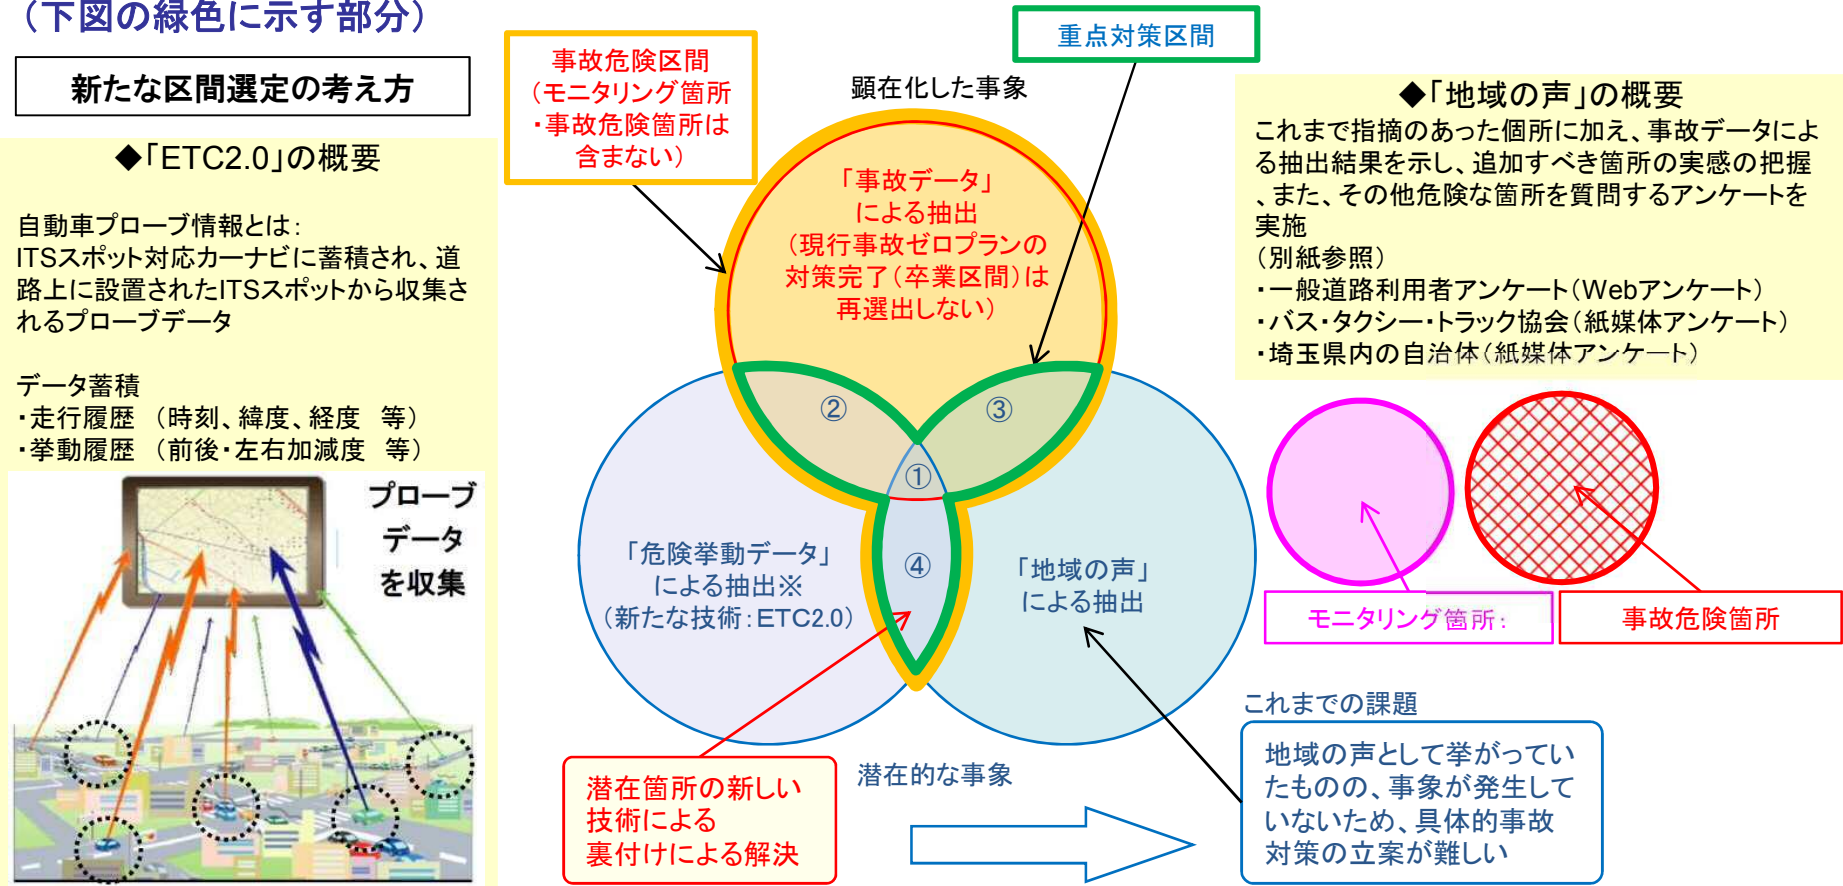 （下図の緑色に示す部分）
新たな区間選定の考え方
◆「ETC2.0」の概要
自動車プローブ情報とは：
ITSスポット対応カーナビに蓄積され、道
路上に設置されたITSスポットから収集さ
れるプローブデータ
データ蓄積
・走行履歴　（時刻、緯度、経度　等）
・挙動履歴　（前後・左右加減度　等）
プローブ
データ
を収集
事故危険区間
（モニタリング箇所
・事故危険箇所は
含まない）
重点対策区間
顕在化した事象
「事故データ」
による抽出
（現行事故ゼロプランの
対策完了（卒業区間）は
再選出しない）
②
③
①
④
「危険挙動データ」
による抽出※
（新たな技術：ETC2.0）
「地域の声」
による抽出
潜在箇所の新しい
技術による
裏付けによる解決
潜在的な事象
◆「地域の声」の概要
これまで指摘のあった個所に加え、事故データによ
る抽出結果を示し、追加すべき箇所の実感の把握
、また、その他危険な箇所を質問するアンケートを
実施
（別紙参照）
・一般道路利用者アンケート（Webアンケート）
・バス・タクシー・トラック協会（紙媒体アンケート）
・埼玉県内の自治体（紙媒体アンケート）
モニタリング箇所：
事故危険箇所
これまでの課題
地域の声として挙がってい
たものの、事象が発生して
いないため、具体的事故
対策の立案が難しい